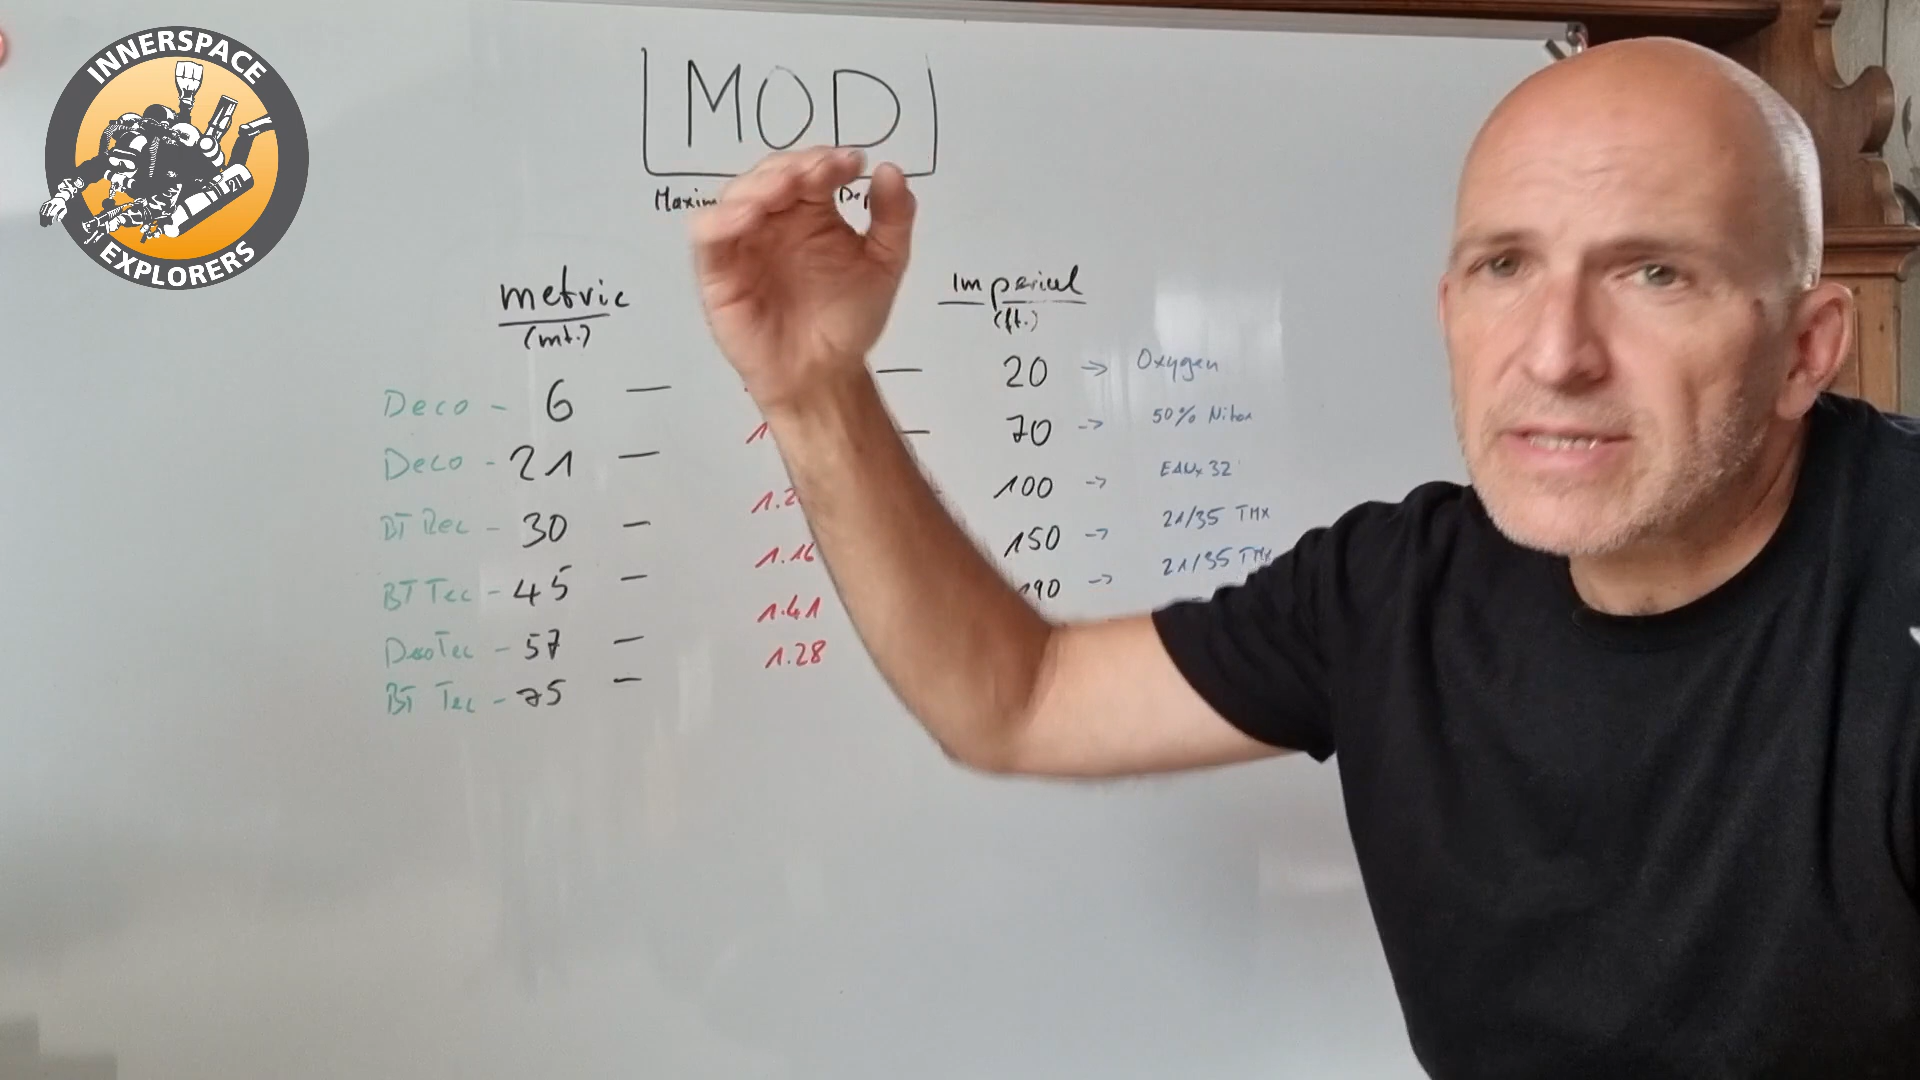 INNERSPACE
EXPLORERS
21
MOD
metric
(mt.)
Imperial
(ft.)
Deco - 6 — — 20 -> Oxygen
Deco - 21 — — 70 -> 50% Nitox
BT Rec - 30 — 100 -> EANx 32
BT Tec - 45 — 1.16 150 -> 21/35 TMX
DecoTec - 57 — 1.41 190 -> 21/35 TMX
BT Tec - 75 — 1.28